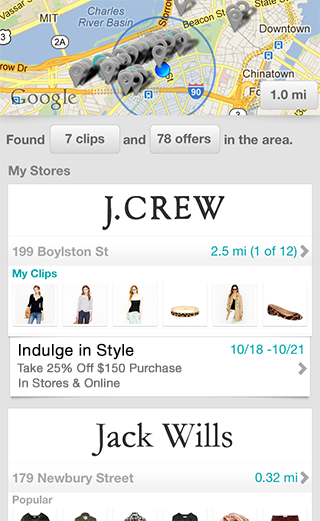 Charles
River Basin
Vassar St
MIT
2A
Beacon St
Downtown
Chinatown
90
Google
1.0 mi
Found 7 clips and 78 offers in the area.
My Stores
J.CREW
199 Boylston St 2.5 mi (1 of 12)
My Clips
Indulge in Style 10/18 -10/21
Take 25% Off $150 Purchase
In Stores & Online
Jack Wills
179 Newbury Street 0.32 mi
Popular